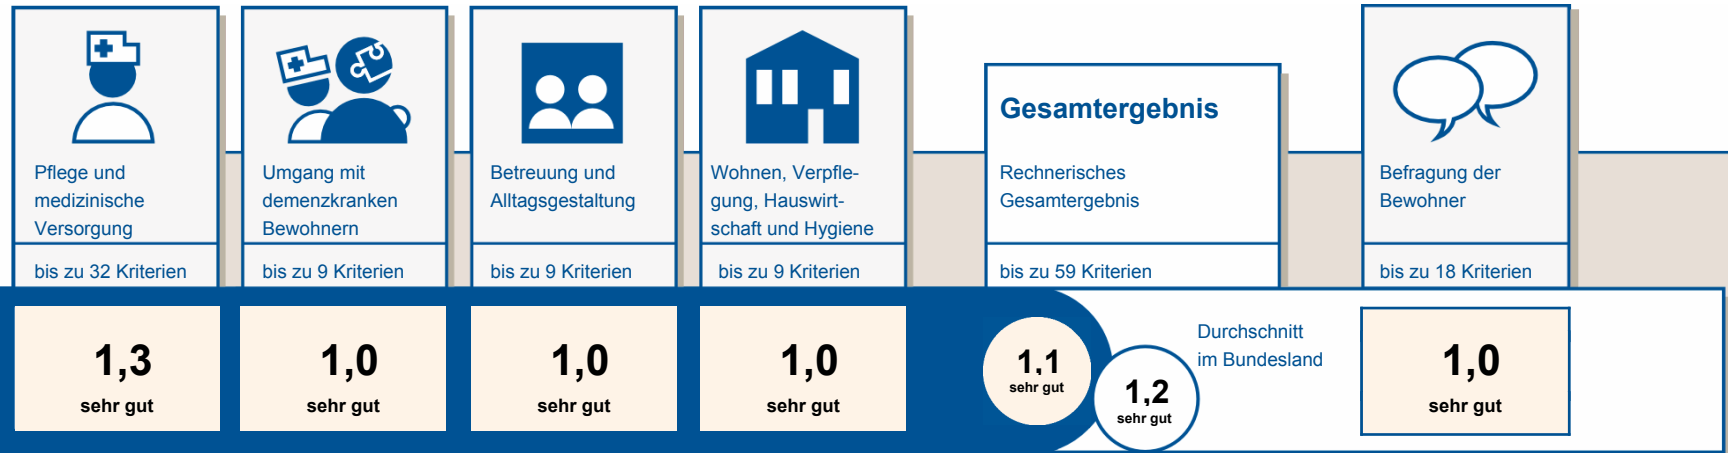 Pflege und
medizinische
Versorgung
bis zu 32 Kriterien
1,3
sehr gut
Umgang mit
demenzkranken
Bewohnern
bis zu 9 Kriterien
1,0
sehr gut
Betreuung und
Alltagsgestaltung
bis zu 9 Kriterien
1,0
sehr gut
Wohnen, Verpfle-
gung, Hauswirt-
schaft und Hygiene
bis zu 9 Kriterien
1,0
sehr gut
Gesamtergebnis
Rechnerisches
Gesamtergebnis
bis zu 59 Kriterien
1,1
sehr gut
1,2
sehr gut
Durchschnitt
im Bundesland
Befragung der
Bewohner
bis zu 18 Kriterien
1,0
sehr gut